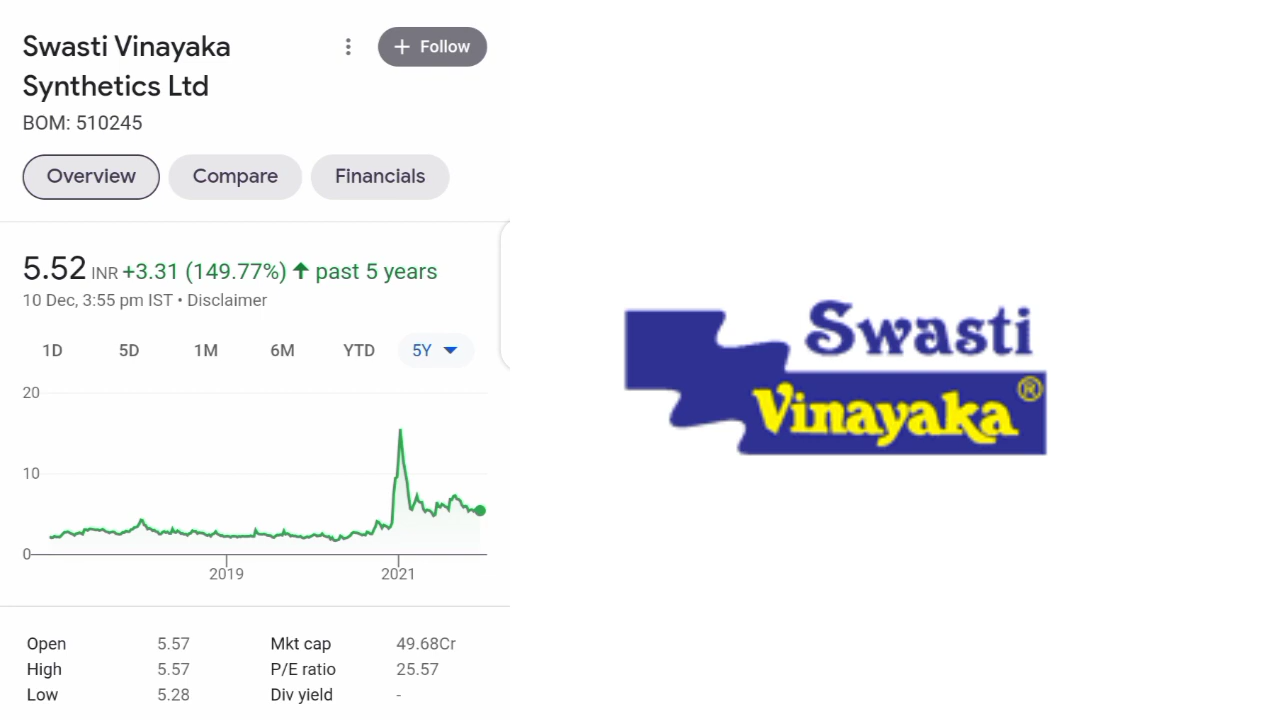 Swasti Vinayaka
Synthetics Ltd
+ Follow
BOM: 510245
Overview Compare Financials
5.52 INR +3.31 (149.77%) ↑ past 5 years
10 Dec, 3:55 pm IST • Disclaimer
1D 5D 1M 6M YTD 5Y
20
10
0
2019 2021
Open 5.57 Mkt cap 49.68Cr
High 5.57 P/E ratio 25.57
Low 5.28 Div yield -
Swasti
Vinayaka®